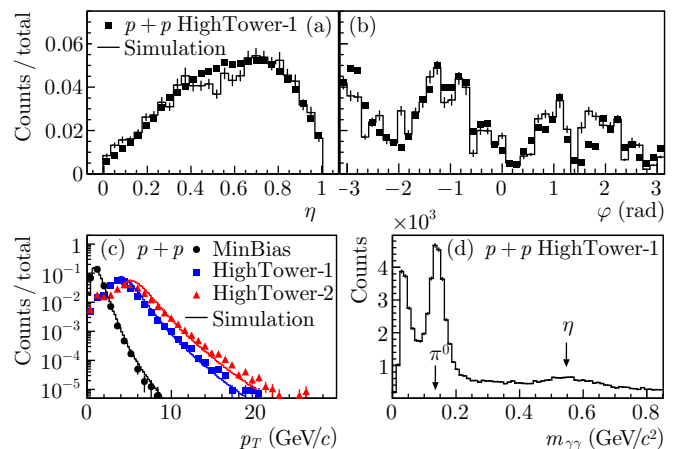 p + p HighTower-1 (a)
Simulation
Counts / total
0.06
0.04
0.02
0
0 0.2 0.4 0.6 0.8 1
η
(b)
−3 −2 −1 0 1 2 3
φ (rad)
(c) p + p
MinBias
HighTower-1
HighTower-2
Simulation
Counts / total
1
10⁻¹
10⁻²
10⁻³
10⁻⁴
10⁻⁵
0 10 20
p_T (GeV/c)
×10³
(d) p + p HighTower-1
Counts
5
4
3
2
1
0
π⁰
η
0 0.2 0.4 0.6 0.8
m_γγ (GeV/c²)